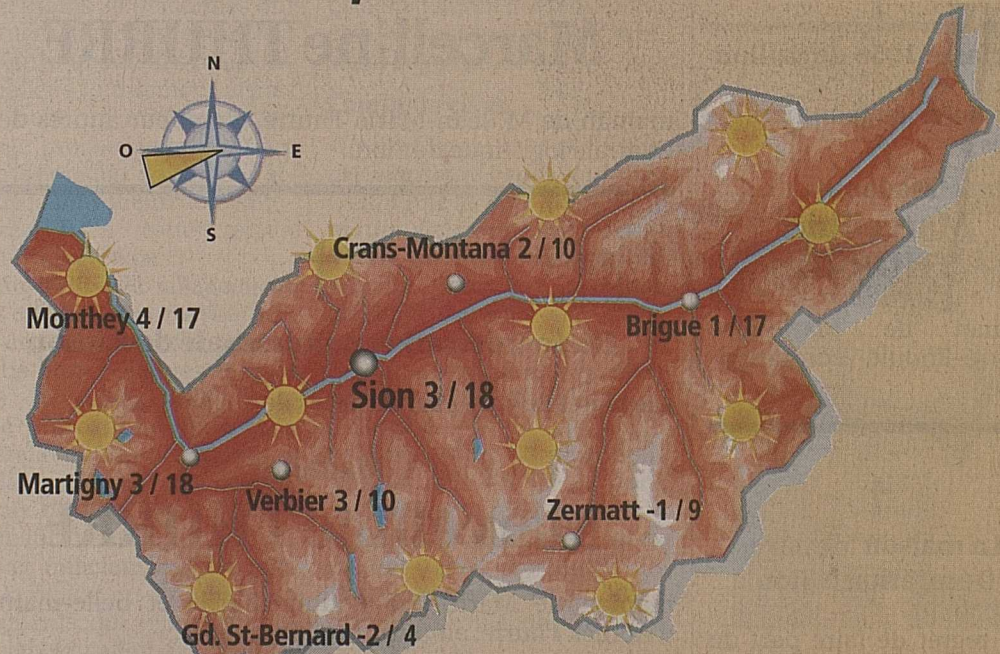 N
O
E
S
Crans-Montana 2 / 10
Monthey 4 / 17
Brigue 1 / 17
Sion 3 / 18
Martigny 3 / 18
Verbier 3 / 10
Zermatt -1 / 9
Gd. St-Bernard -2 / 4